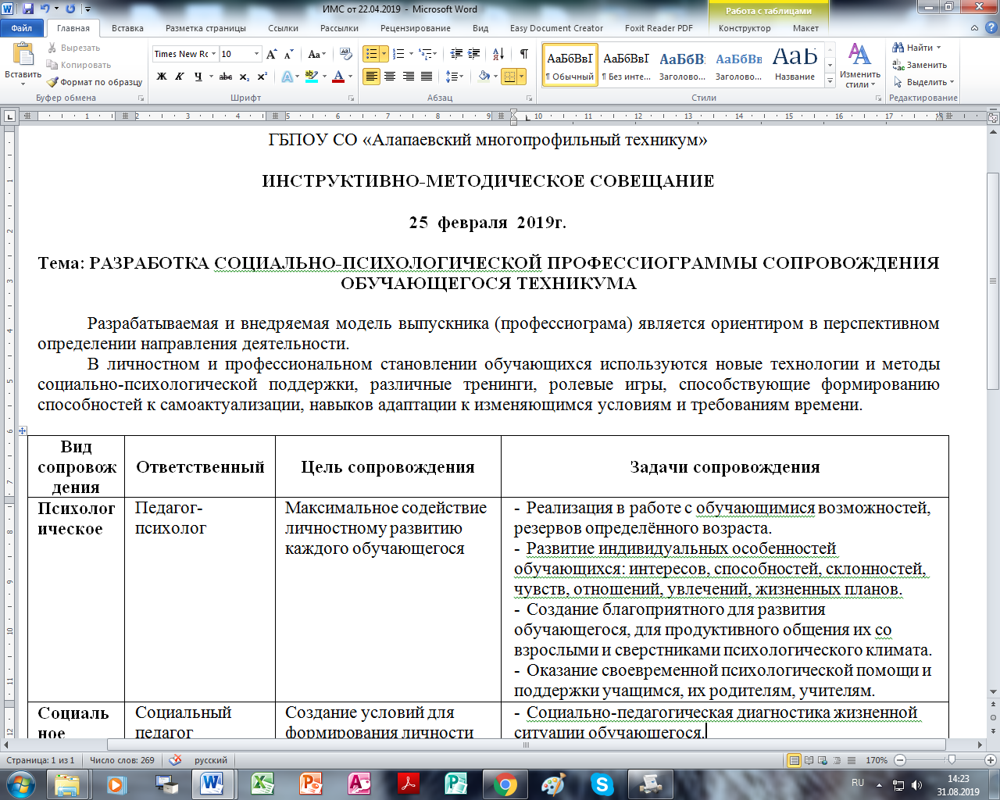 ИМС от 22.04.2019 - Microsoft Word
Работа с таблицами
Файл Главная Вставка Разметка страницы Ссылки Рассылки Рецензирование Вид Easy Document Creator Foxit Reader PDF Конструктор Макет
Вставить
Вырезать
Копировать
Формат по образцу
Буфер обмена
Times New Rc 10
Ж К Ч abc x₂ x²
Шрифт
Абзац
АаБбВвІ АаБбВвІ АаБбВ АаБбВв АаБ
¶ Обычный ¶ Без инте... Заголово... Заголово... Название
Изменить стили
Стили
Найти
Заменить
Выделить
Редактирование
1 2 3 4 5 6 7 8 9 10 11 12 13 14 15 16 17
ГБПОУ СО «Алапаевский многопрофильный техникум»
ИНСТРУКТИВНО-МЕТОДИЧЕСКОЕ СОВЕЩАНИЕ
25 февраля 2019г.
Тема: РАЗРАБОТКА СОЦИАЛЬНО-ПСИХОЛОГИЧЕСКОЙ ПРОФЕССИОГРАММЫ СОПРОВОЖДЕНИЯ
ОБУЧАЮЩЕГОСЯ ТЕХНИКУМА
Разрабатываемая и внедряемая модель выпускника (профессиограма) является ориентиром в перспективном
определении направления деятельности.
В личностном и профессиональном становлении обучающихся используются новые технологии и методы
социально-психологической поддержки, различные тренинги, ролевые игры, способствующие формированию
способностей к самоактуализации, навыков адаптации к изменяющимся условиям и требованиям времени.
Вид
сопровож
дения
Ответственный
Цель сопровождения
Задачи сопровождения
Психолог
ическое
Педагог-
психолог
Максимальное содействие
личностному развитию
каждого обучающегося
- Реализация в работе с обучающимися возможностей,
резервов определённого возраста.
- Развитие индивидуальных особенностей
обучающихся: интересов, способностей, склонностей,
чувств, отношений, увлечений, жизненных планов.
- Создание благоприятного для развития
обучающегося, для продуктивного общения их со
взрослыми и сверстниками психологического климата.
- Оказание своевременной психологической помощи и
поддержки учащимся, их родителям, учителям.
Социаль
ное
Социальный
педагог
Создание условий для
формирования личности
- Социально-педагогическая диагностика жизненной
ситуации обучающегося.
Страница: 1 из 1 Число слов: 269 русский 170%
RU 14:23
31.08.2019